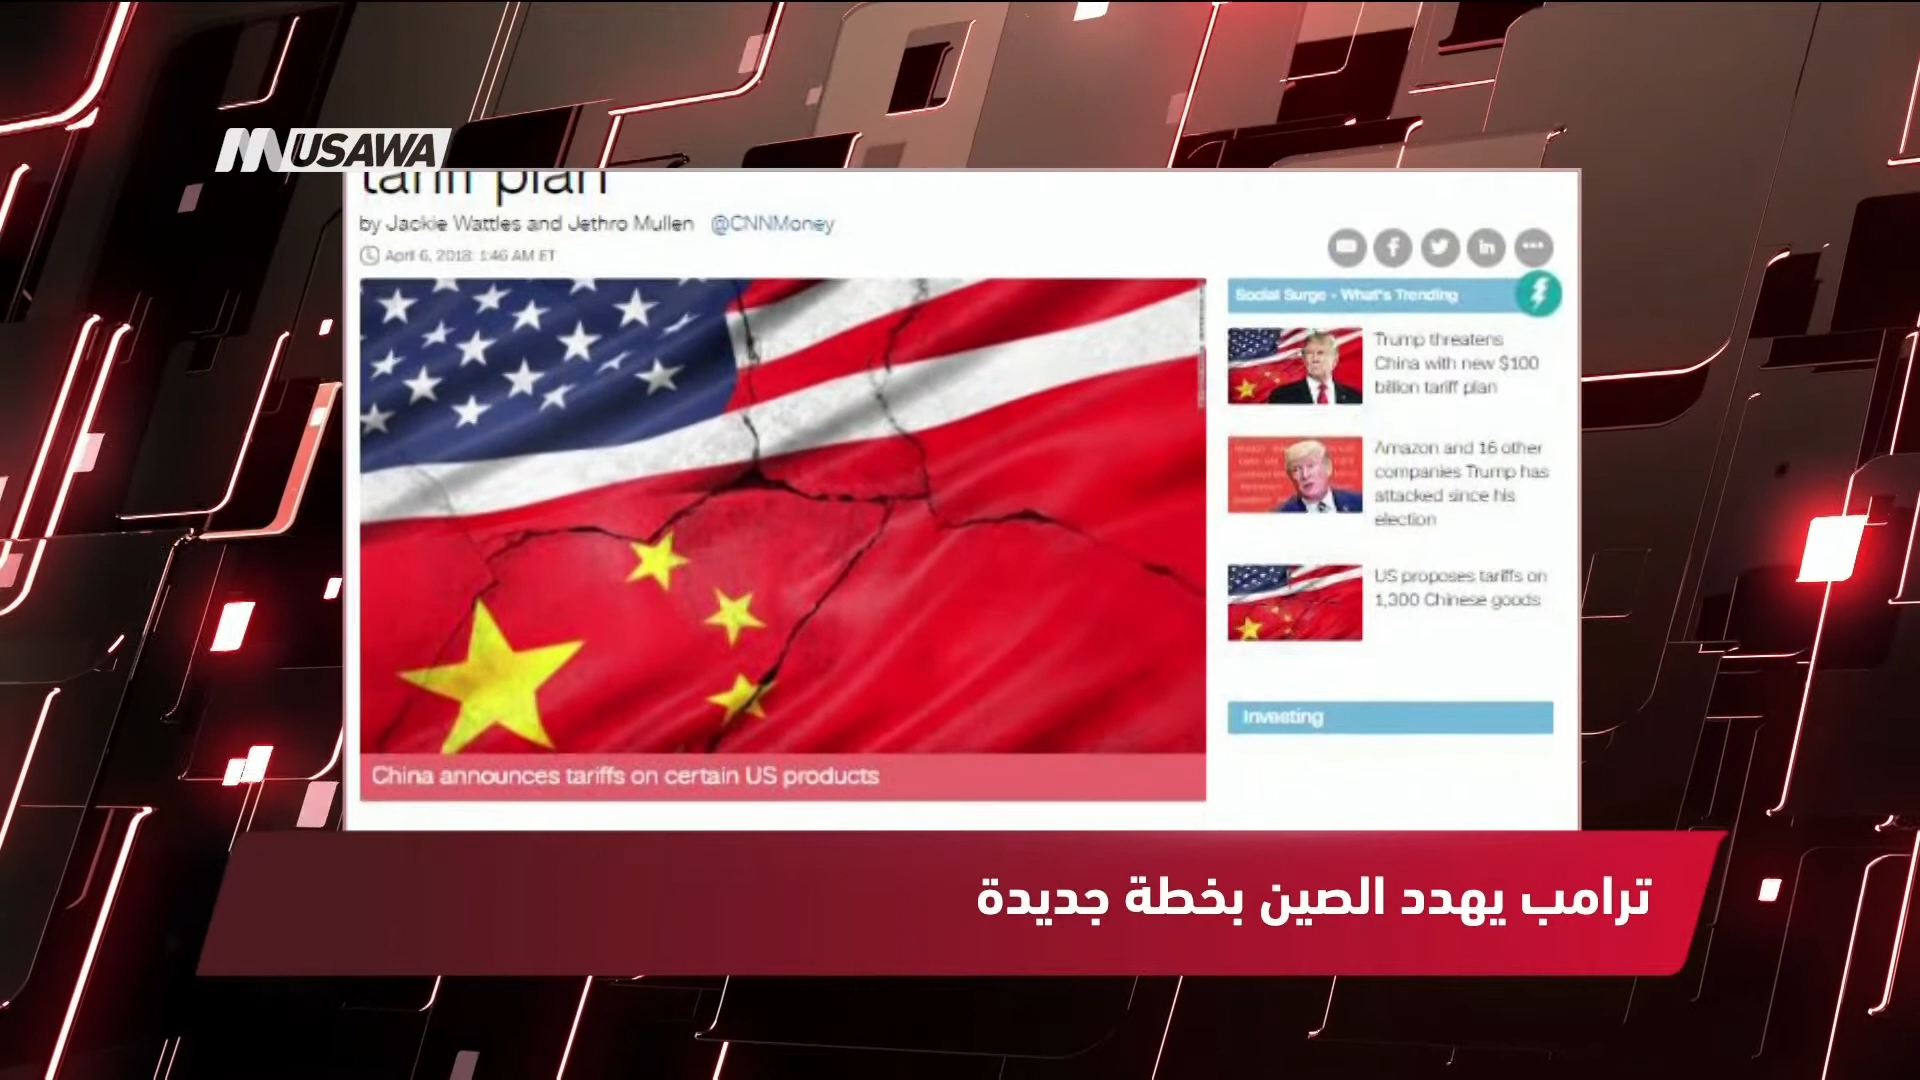 MUSAWA
tariff plan
by Jackie Wattles and Jethro Mullen @CNNMoney
April 6, 2018: 1:46 AM ET
Social Surge - What's Trending
Trump threatens
China with new $100
billion tariff plan
Amazon and 16 other
companies Trump has
attacked since his
election
US proposes tariffs on
1,300 Chinese goods
Investing
China announces tariffs on certain US products
ترامب يهدد الصين بخطة جديدة